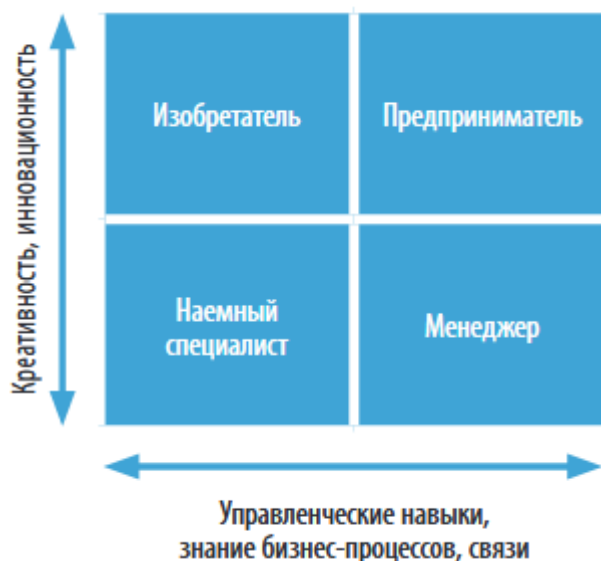 Креативность, инновационность
Изобретатель
Предприниматель
Наемный
специалист
Менеджер
Управленческие навыки,
знание бизнес-процессов, связи